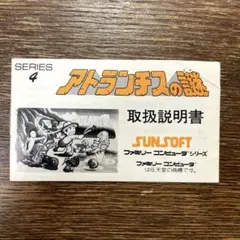 SERIES
4
アトランチスの謎
取扱説明書
SUNSOFT
ファミリー コンピュータ シリーズ
ファミリー コンピュータ
は任天堂の商標です。